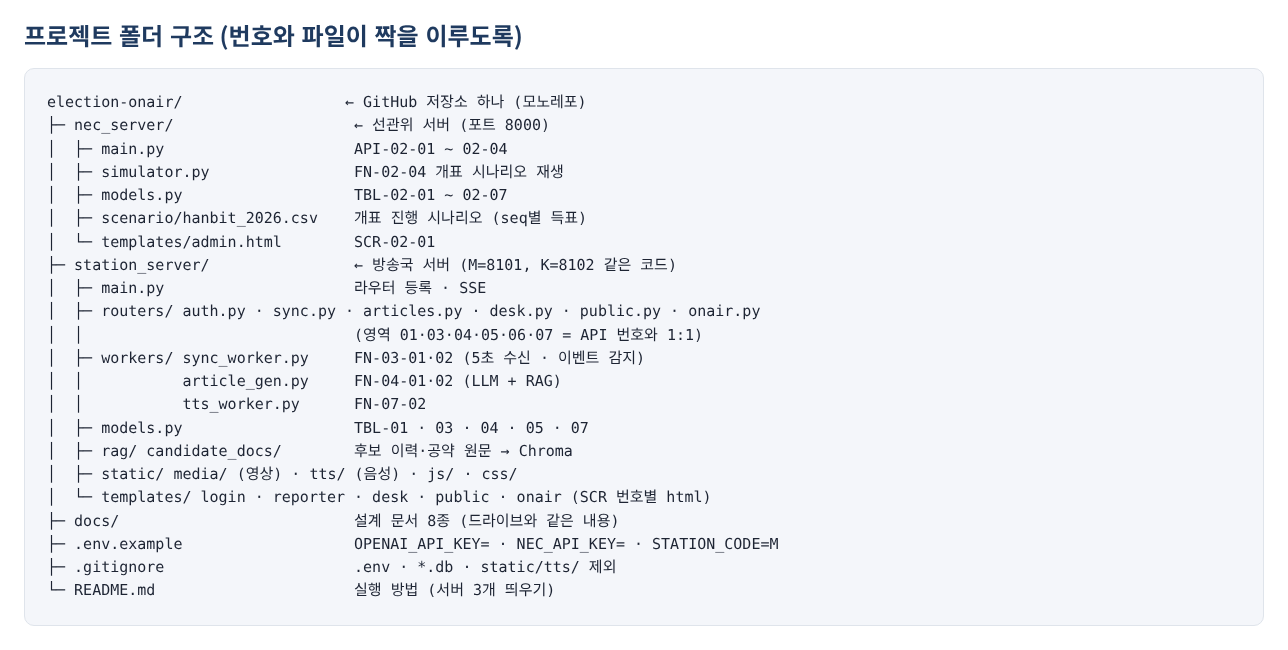 프로젝트 폴더 구조 (번호와 파일이 짝을 이루도록)
election-onair/                  ← GitHub 저장소 하나 (모노레포)
├─ nec_server/                    ← 선관위 서버 (포트 8000)
│  ├─ main.py                     API-02-01 ~ 02-04
│  ├─ simulator.py                FN-02-04 개표 시나리오 재생
│  ├─ models.py                   TBL-02-01 ~ 02-07
│  ├─ scenario/hanbit_2026.csv    개표 진행 시나리오 (seq별 득표)
│  └─ templates/admin.html        SCR-02-01
├─ station_server/                ← 방송국 서버 (M=8101, K=8102 같은 코드)
│  ├─ main.py                     라우터 등록 · SSE
│  ├─ routers/ auth.py · sync.py · articles.py · desk.py · public.py · onair.py
│  │                              (영역 01·03·04·05·06·07 = API 번호와 1:1)
│  ├─ workers/ sync_worker.py     FN-03-01·02 (5초 수신 · 이벤트 감지)
│  │           article_gen.py     FN-04-01·02 (LLM + RAG)
│  │           tts_worker.py      FN-07-02
│  ├─ models.py                   TBL-01 · 03 · 04 · 05 · 07
│  ├─ rag/ candidate_docs/        후보 이력·공약 원문 → Chroma
│  ├─ static/ media/ (영상) · tts/ (음성) · js/ · css/
│  └─ templates/ login · reporter · desk · public · onair (SCR 번호별 html)
├─ docs/                          설계 문서 8종 (드라이브와 같은 내용)
├─ .env.example                   OPENAI_API_KEY= · NEC_API_KEY= · STATION_CODE=M
├─ .gitignore                     .env · *.db · static/tts/ 제외
└─ README.md                      실행 방법 (서버 3개 띄우기)